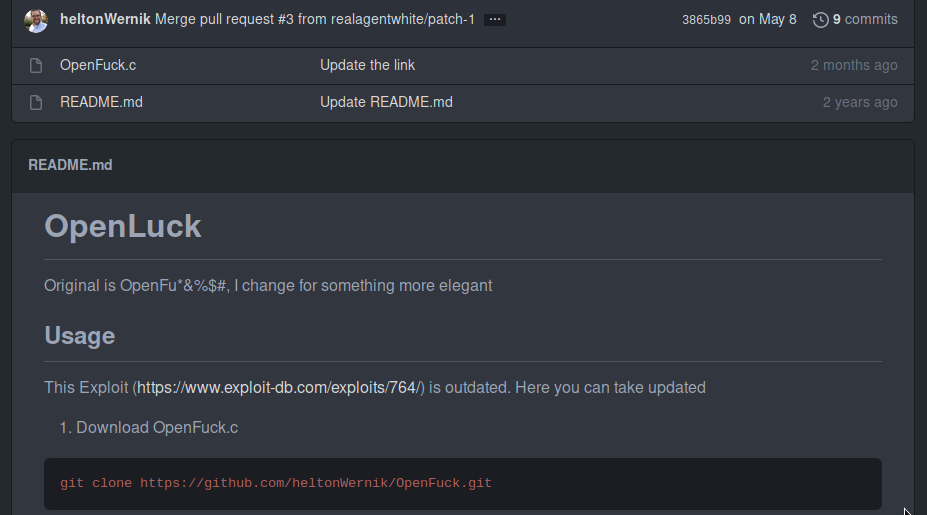 heltonWernik Merge pull request #3 from realagentwhite/patch-1 ... 3865b99 on May 8 9 commits
OpenFuck.c Update the link 2 months ago
README.md Update README.md 2 years ago
README.md
OpenLuck
Original is OpenFu*&%$#, I change for something more elegant
Usage
This Exploit (https://www.exploit-db.com/exploits/764/) is outdated. Here you can take updated
1. Download OpenFuck.c
git clone https://github.com/heltonWernik/OpenFuck.git